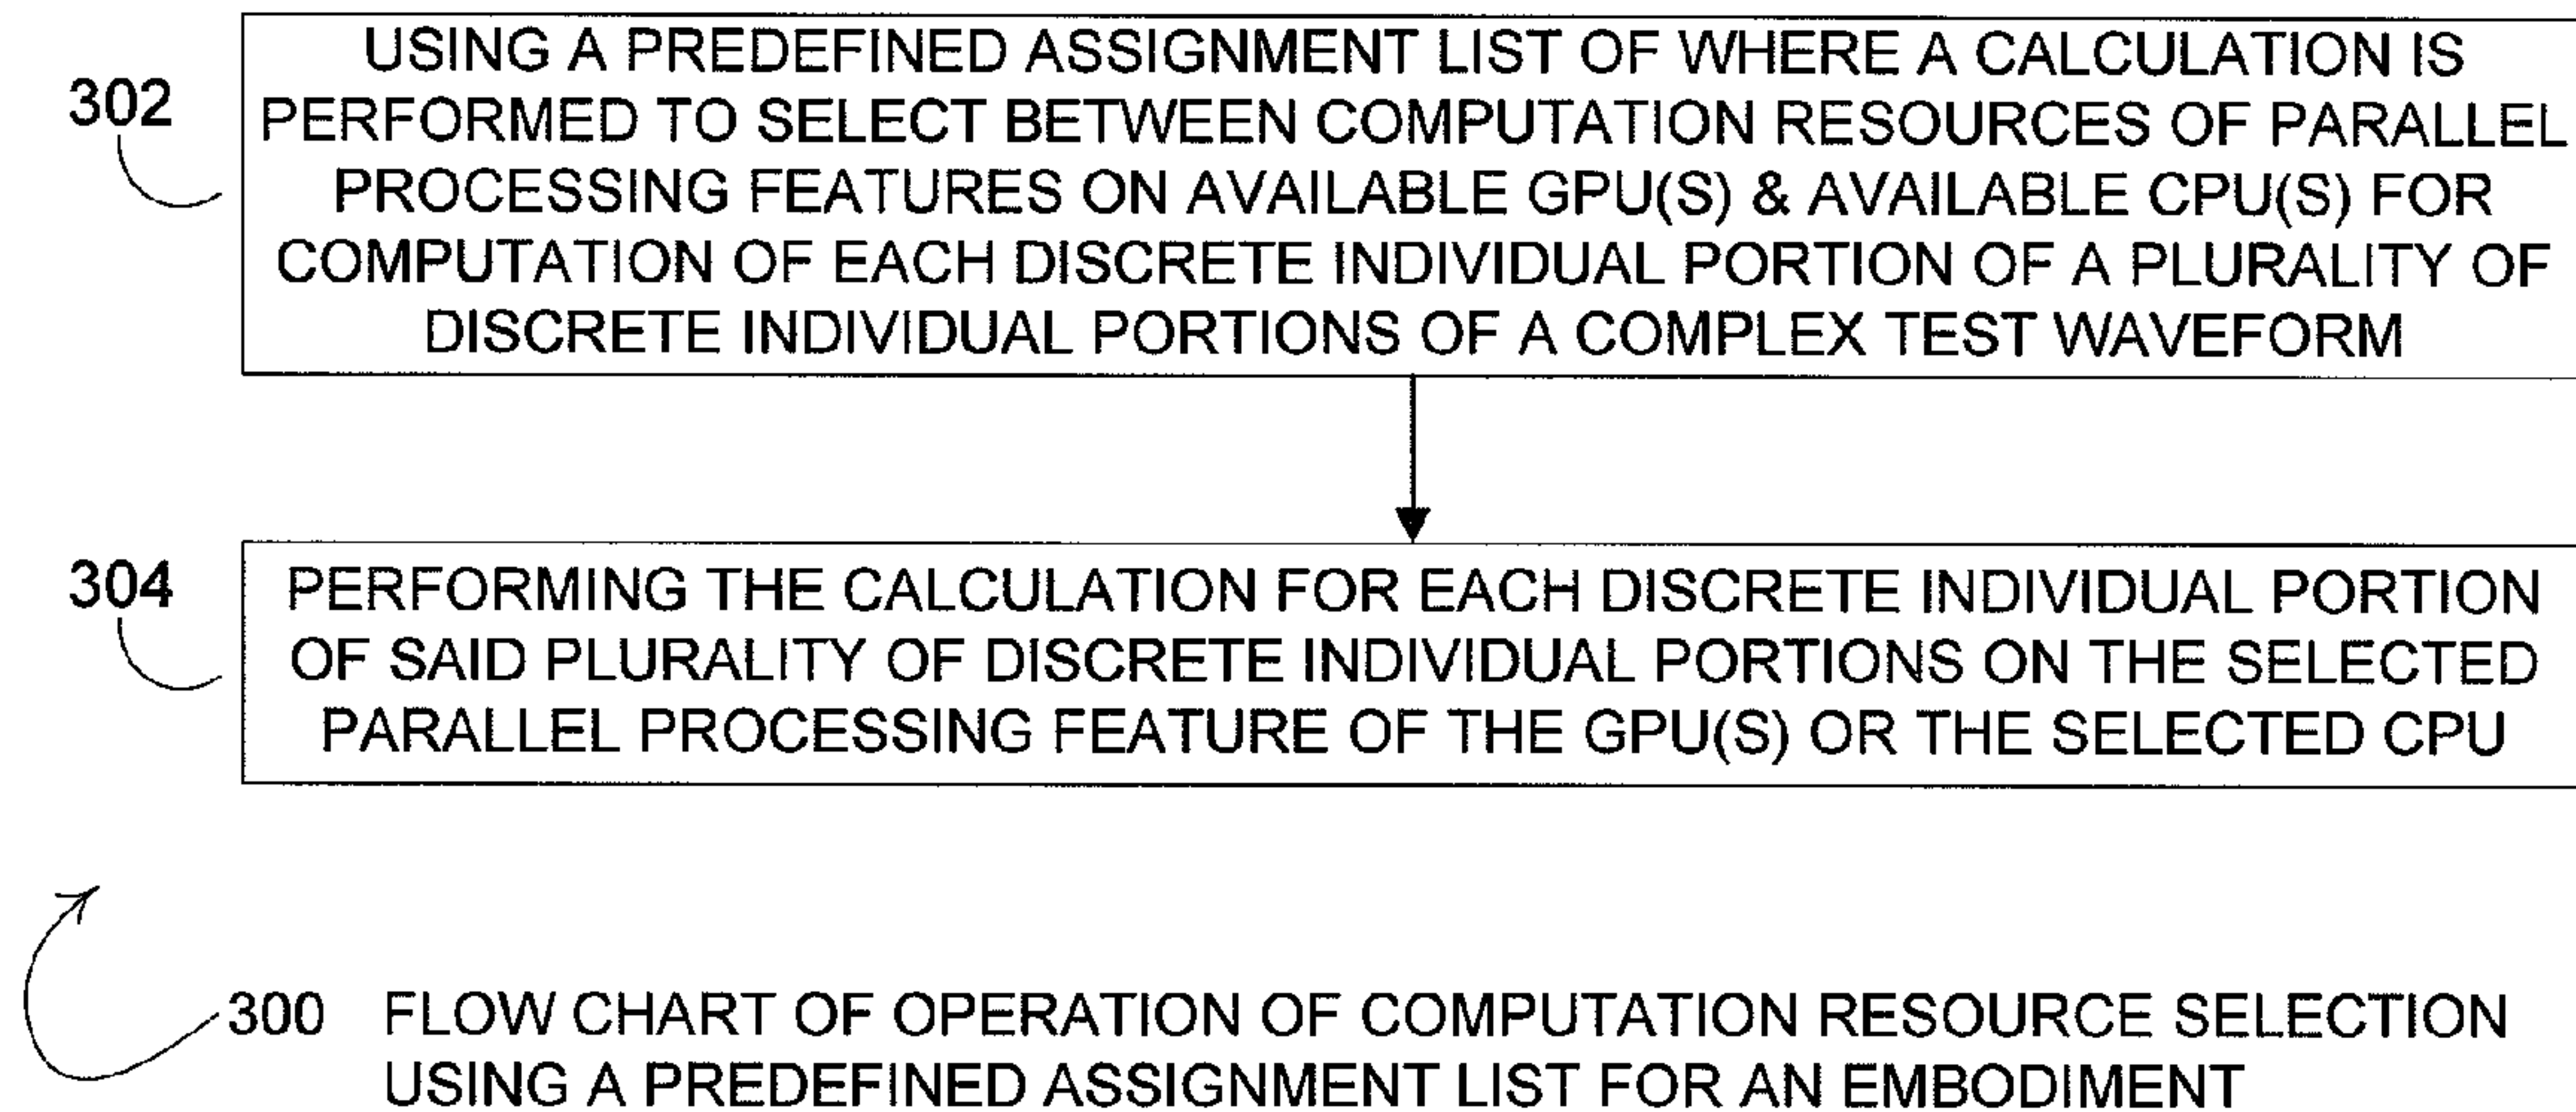 302
USING A PREDEFINED ASSIGNMENT LIST OF WHERE A CALCULATION IS
PERFORMED TO SELECT BETWEEN COMPUTATION RESOURCES OF PARALLEL
PROCESSING FEATURES ON AVAILABLE GPU(S) & AVAILABLE CPU(S) FOR
COMPUTATION OF EACH DISCRETE INDIVIDUAL PORTION OF A PLURALITY OF
DISCRETE INDIVIDUAL PORTIONS OF A COMPLEX TEST WAVEFORM
304
PERFORMING THE CALCULATION FOR EACH DISCRETE INDIVIDUAL PORTION
OF SAID PLURALITY OF DISCRETE INDIVIDUAL PORTIONS ON THE SELECTED
PARALLEL PROCESSING FEATURE OF THE GPU(S) OR THE SELECTED CPU
300 FLOW CHART OF OPERATION OF COMPUTATION RESOURCE SELECTION
USING A PREDEFINED ASSIGNMENT LIST FOR AN EMBODIMENT